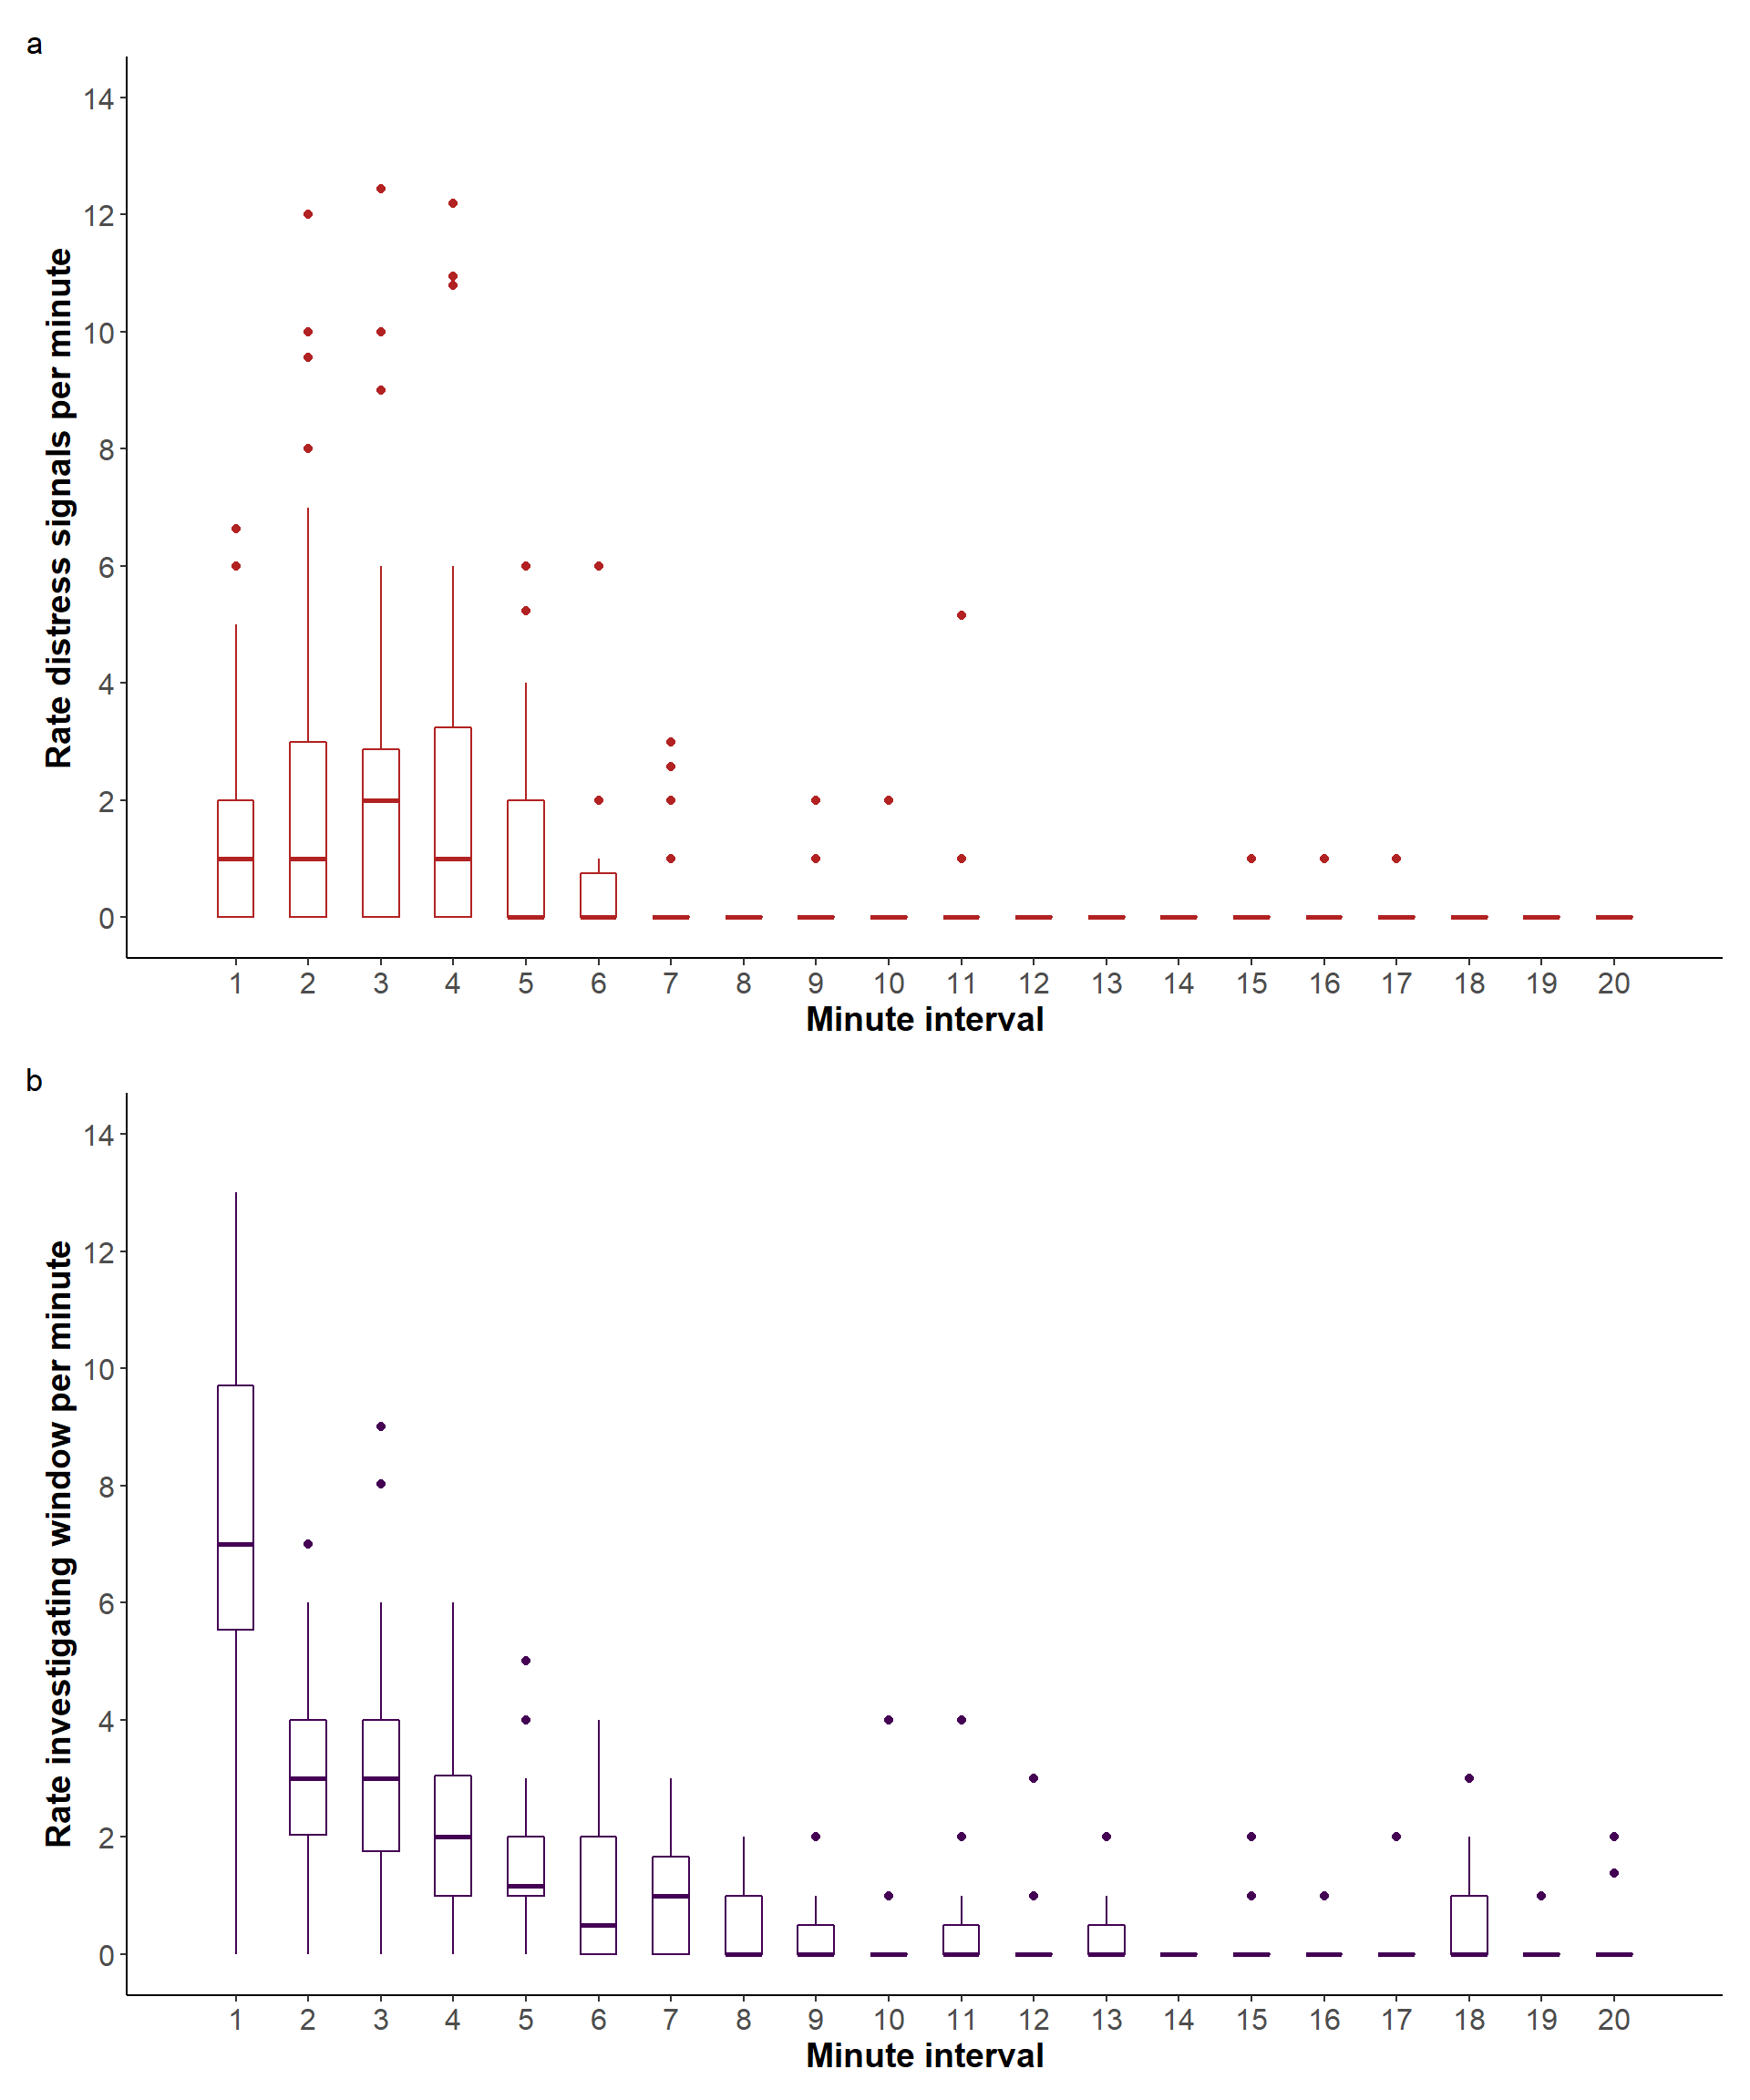 a
Rate distress signals per minute
14
12
10
8
6
4
2
0
1 2 3 4 5 6 7 8 9 10 11 12 13 14 15 16 17 18 19 20
Minute interval
b
Rate investigating window per minute
14
12
10
8
6
4
2
0
1 2 3 4 5 6 7 8 9 10 11 12 13 14 15 16 17 18 19 20
Minute interval